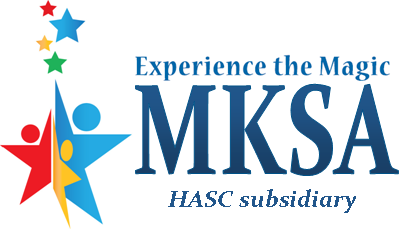 Experience the Magic
MKSA
HASC subsidiary